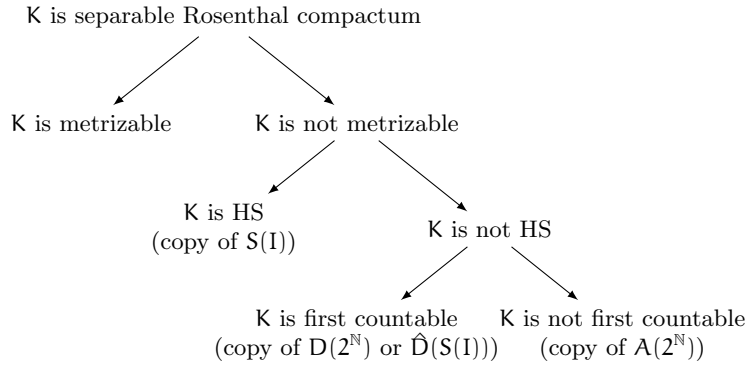 K is separable Rosenthal compactum
K is metrizable
K is not metrizable
K is HS
(copy of S(I))
K is not HS
K is first countable
(copy of D(2^ℕ) or D̂(S(I)))
K is not first countable
(copy of A(2^ℕ))